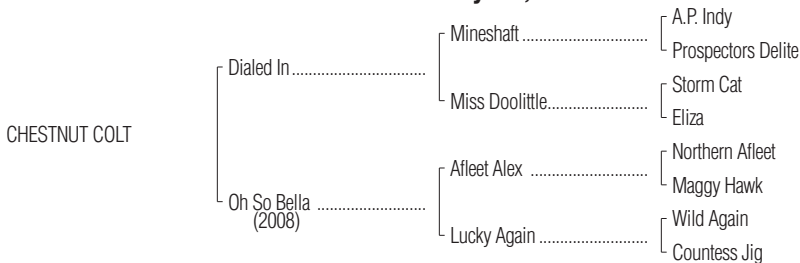 A.P. Indy
Mineshaft
Prospectors Delite
Dialed In
Storm Cat
Miss Doolittle
Eliza
CHESTNUT COLT
Northern Afleet
Afleet Alex
Maggy Hawk
Oh So Bella
(2008)
Wild Again
Lucky Again
Countess Jig